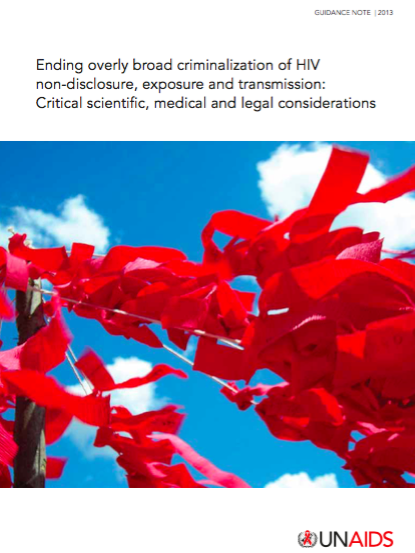 GUIDANCE NOTE | 2013
Ending overly broad criminalization of HIV
non-disclosure, exposure and transmission:
Critical scientific, medical and legal considerations
UNAIDS